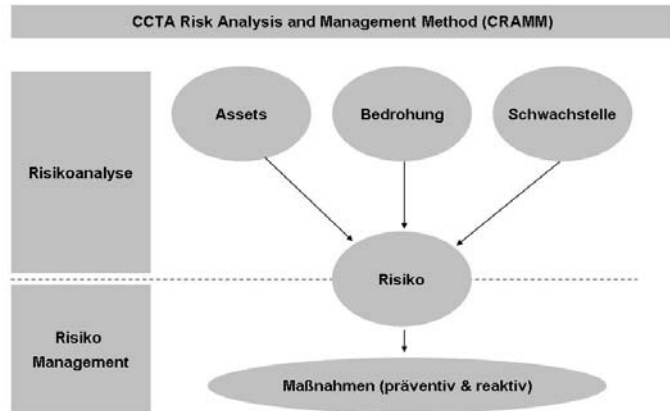 CCTA Risk Analysis and Management Method (CRAMM)
Assets
Bedrohung
Schwachstelle
Risikoanalyse
Risiko
Risiko
Management
Maßnahmen (präventiv & reaktiv)